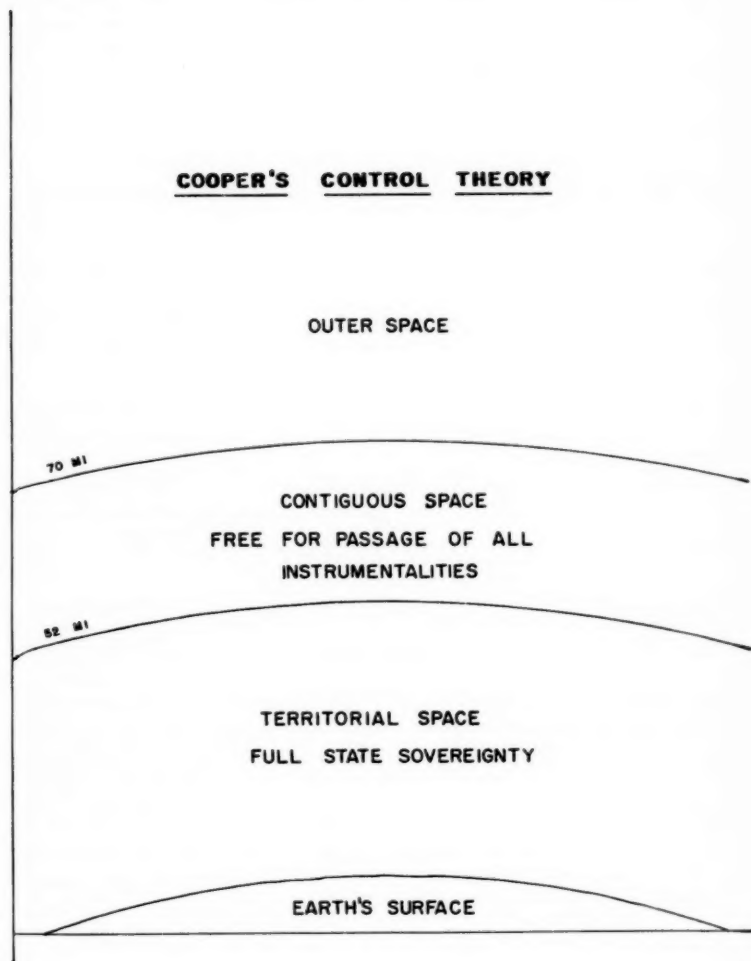 COOPER'S CONTROL THEORY
OUTER SPACE
70 MI
CONTIGUOUS SPACE
FREE FOR PASSAGE OF ALL
INSTRUMENTALITIES
52 MI
TERRITORIAL SPACE
FULL STATE SOVEREIGNTY
EARTH'S SURFACE